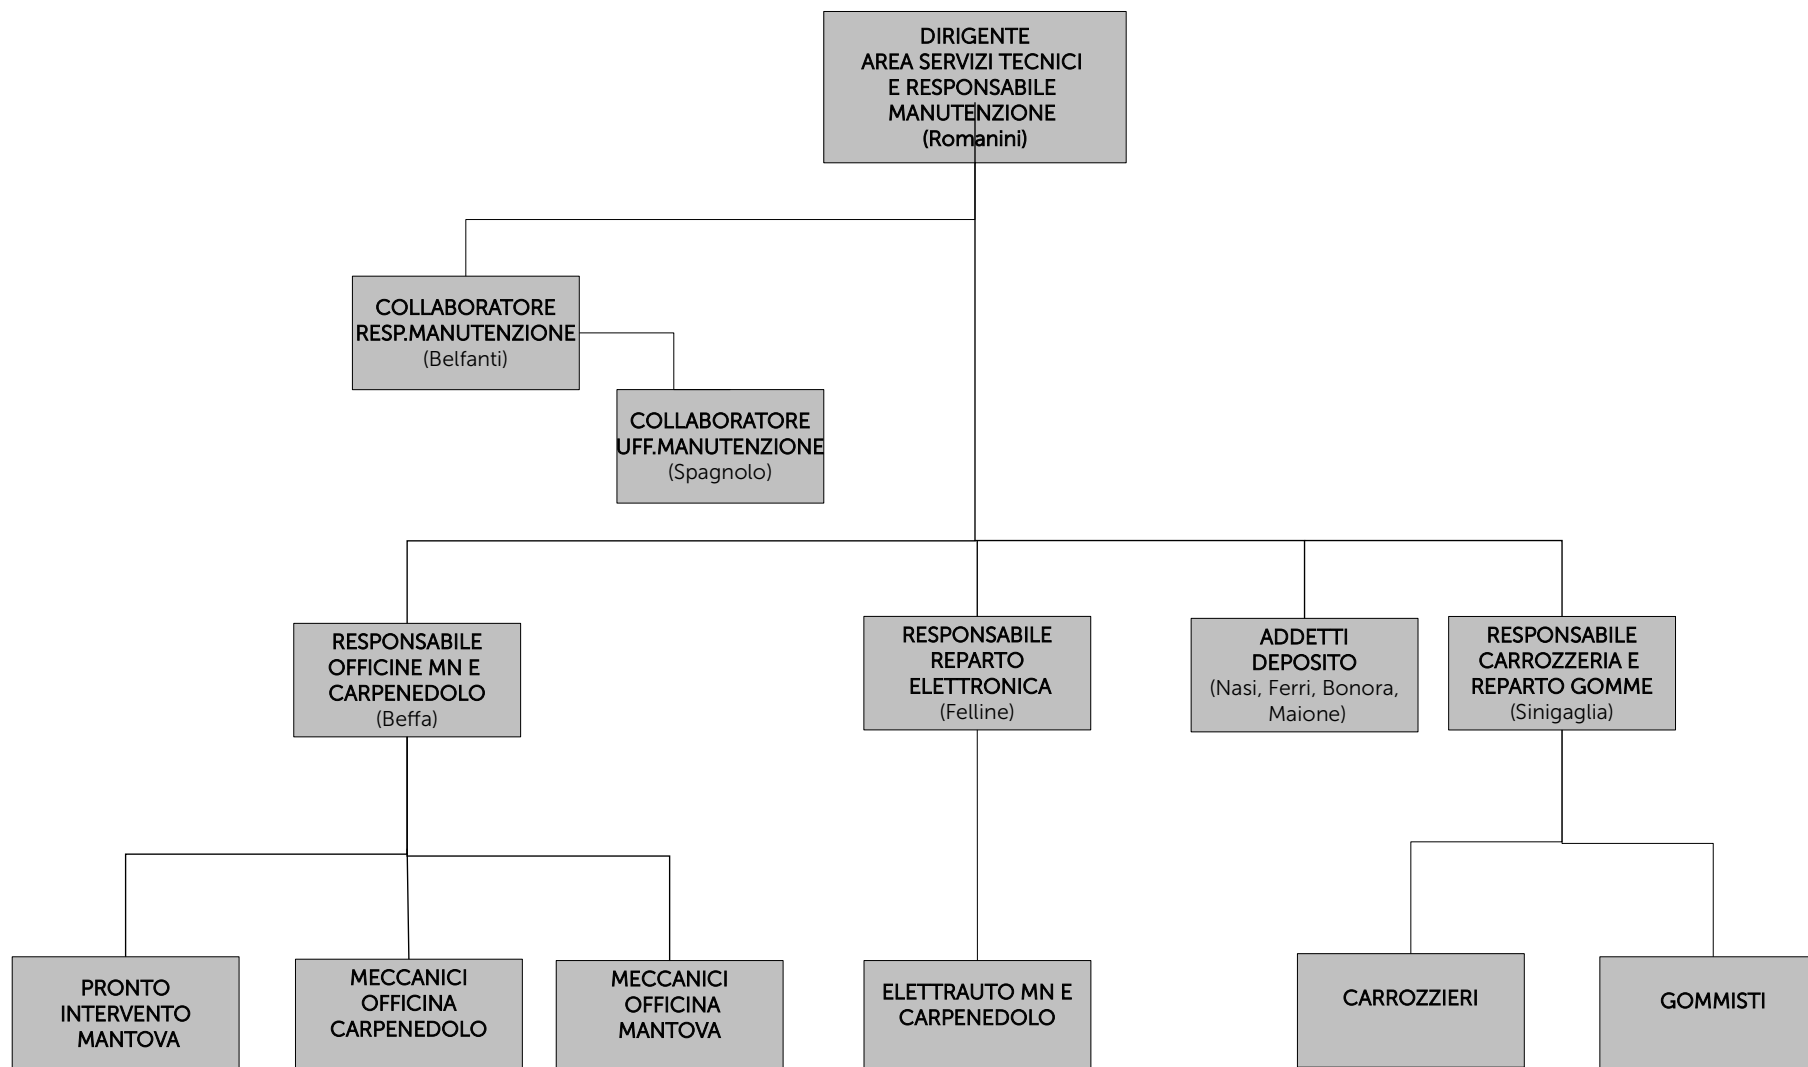 DIRIGENTE
AREA SERVIZI TECNICI
E RESPONSABILE
MANUTENZIONE
(Romanini)
COLLABORATORE
RESP.MANUTENZIONE
(Belfanti)
COLLABORATORE
UFF.MANUTENZIONE
(Spagnolo)
RESPONSABILE
OFFICINE MN E
CARPENEDOLO
(Beffa)
RESPONSABILE
REPARTO
ELETTRONICA
(Felline)
ADDETTI
DEPOSITO
(Nasi, Ferri, Bonora,
Maione)
RESPONSABILE
CARROZZERIA E
REPARTO GOMME
(Sinigaglia)
PRONTO
INTERVENTO
MANTOVA
MECCANICI
OFFICINA
CARPENEDOLO
MECCANICI
OFFICINA
MANTOVA
ELETTRAUTO MN E
CARPENEDOLO
CARROZZIERI
GOMMISTI